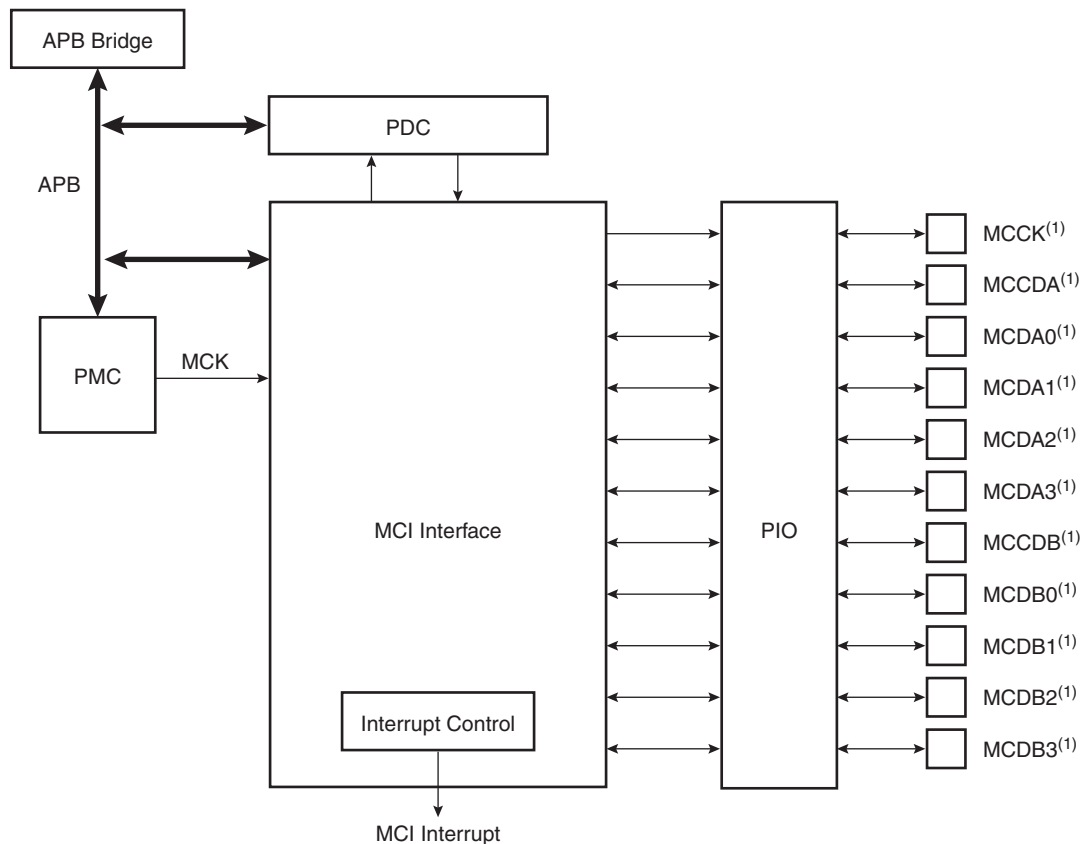 APB Bridge
PDC
APB
MCCK(1)
MCCDA(1)
MCDA0(1)
MCK
PMC
MCDA1(1)
MCDA2(1)
MCDA3(1)
MCI Interface
PIO
MCCDB(1)
MCDB0(1)
MCDB1(1)
MCDB2(1)
Interrupt Control
MCDB3(1)
MCI Interrupt